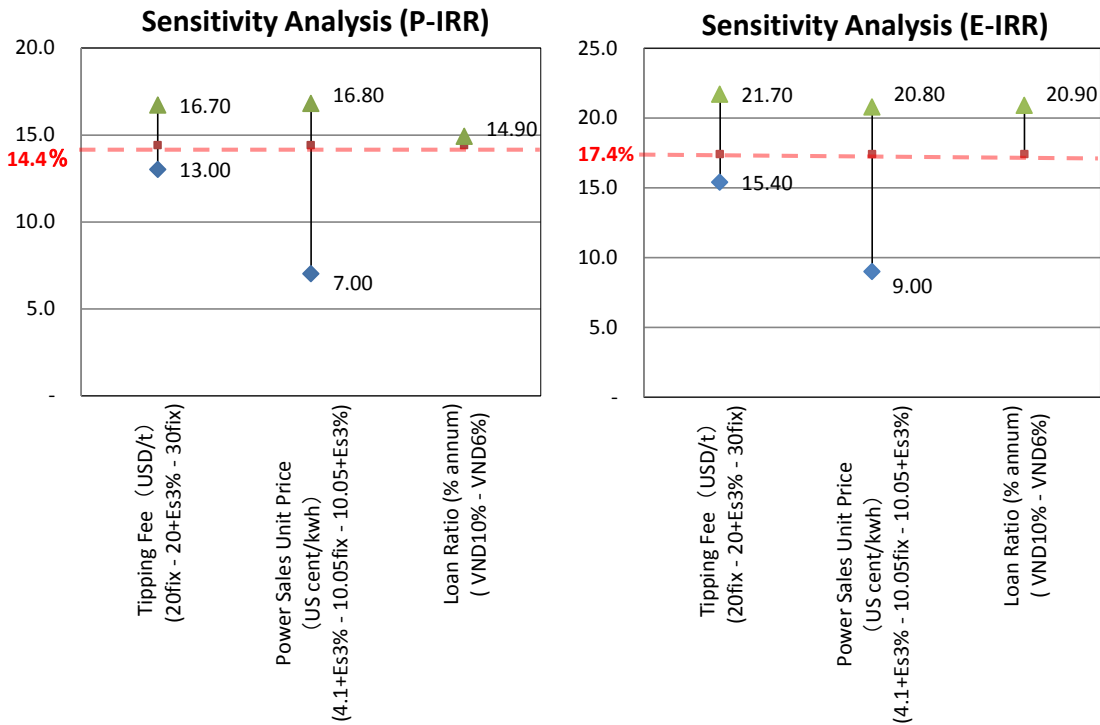 Sensitivity Analysis (P-IRR)
20.0
15.0
14.4%
10.0
5.0
-
16.70
13.00
16.80
7.00
14.90
Tipping Fee（USD/t）
(20fix - 20+Es3% - 30fix)
Power Sales Unit Price
（US cent/kwh）
(4.1+Es3% - 10.05fix - 10.05+Es3%)
Loan Ratio (% annum)
( VND10% - VND6%)
Sensitivity Analysis (E-IRR)
25.0
20.0
17.4%
15.0
10.0
5.0
-
21.70
15.40
20.80
9.00
20.90
Tipping Fee（USD/t）
(20fix - 20+Es3% - 30fix)
Power Sales Unit Price
（US cent/kwh）
(4.1+Es3% - 10.05fix - 10.05+Es3%)
Loan Ratio (% annum)
( VND10% - VND6%)